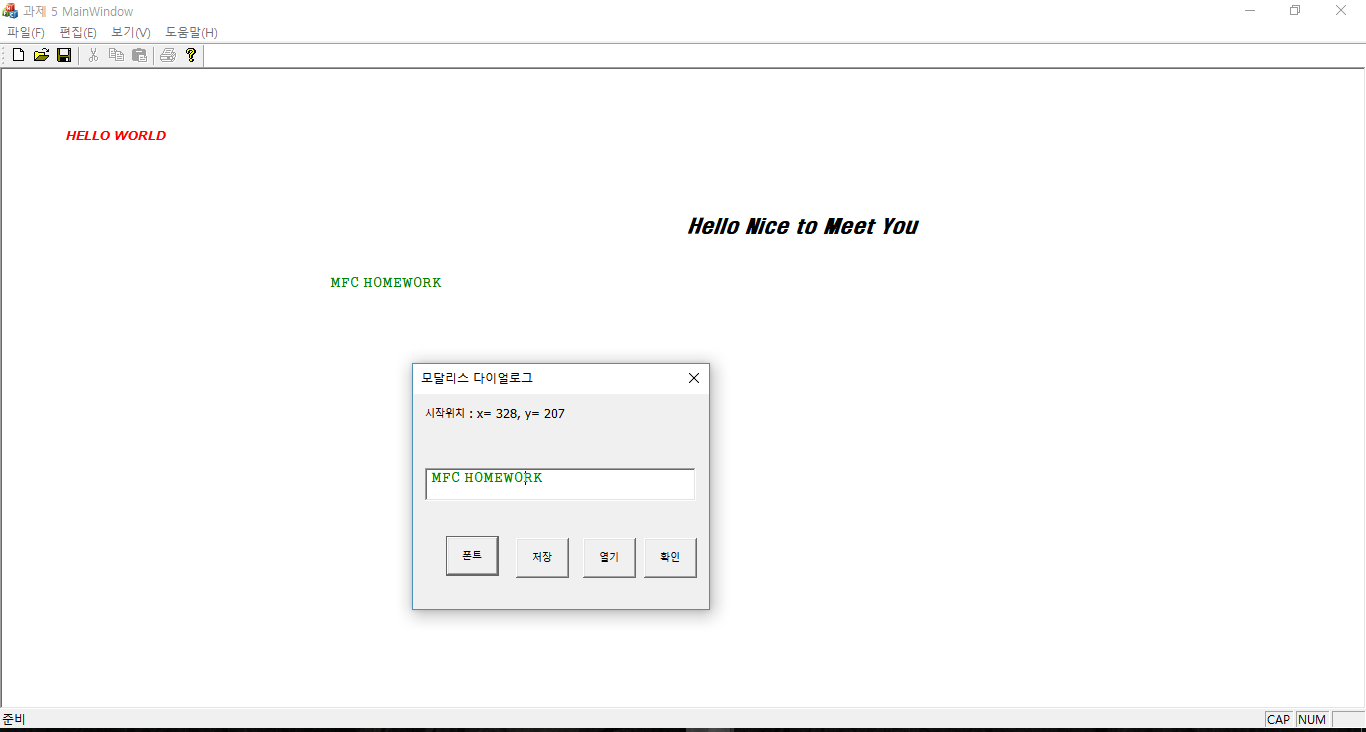 과제 5 MainWindow
파일(F) 편집(E) 보기(V) 도움말(H)
HELLO WORLD
Hello Nice to Meet You
MFC HOMEWORK
모달리스 다이얼로그
시작위치 : x= 328, y= 207
MFC HOMEWORK
폰트 저장 열기 확인
준비 CAP NUM